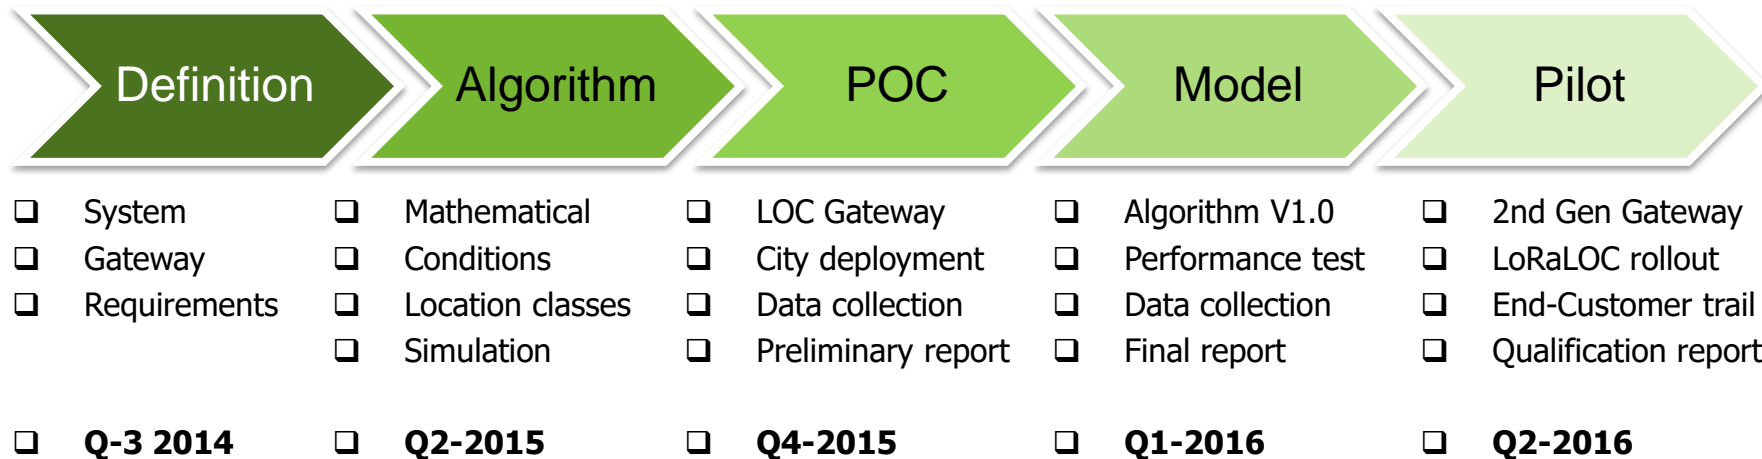 Definition
Algorithm
POC
Model
Pilot
❑ System
❑ Gateway
❑ Requirements
❑ Q-3 2014
❑ Mathematical
❑ Conditions
❑ Location classes
❑ Simulation
❑ Q2-2015
❑ LOC Gateway
❑ City deployment
❑ Data collection
❑ Preliminary report
❑ Q4-2015
❑ Algorithm V1.0
❑ Performance test
❑ Data collection
❑ Final report
❑ Q1-2016
❑ 2nd Gen Gateway
❑ LoRaLOC rollout
❑ End-Customer trail
❑ Qualification report
❑ Q2-2016